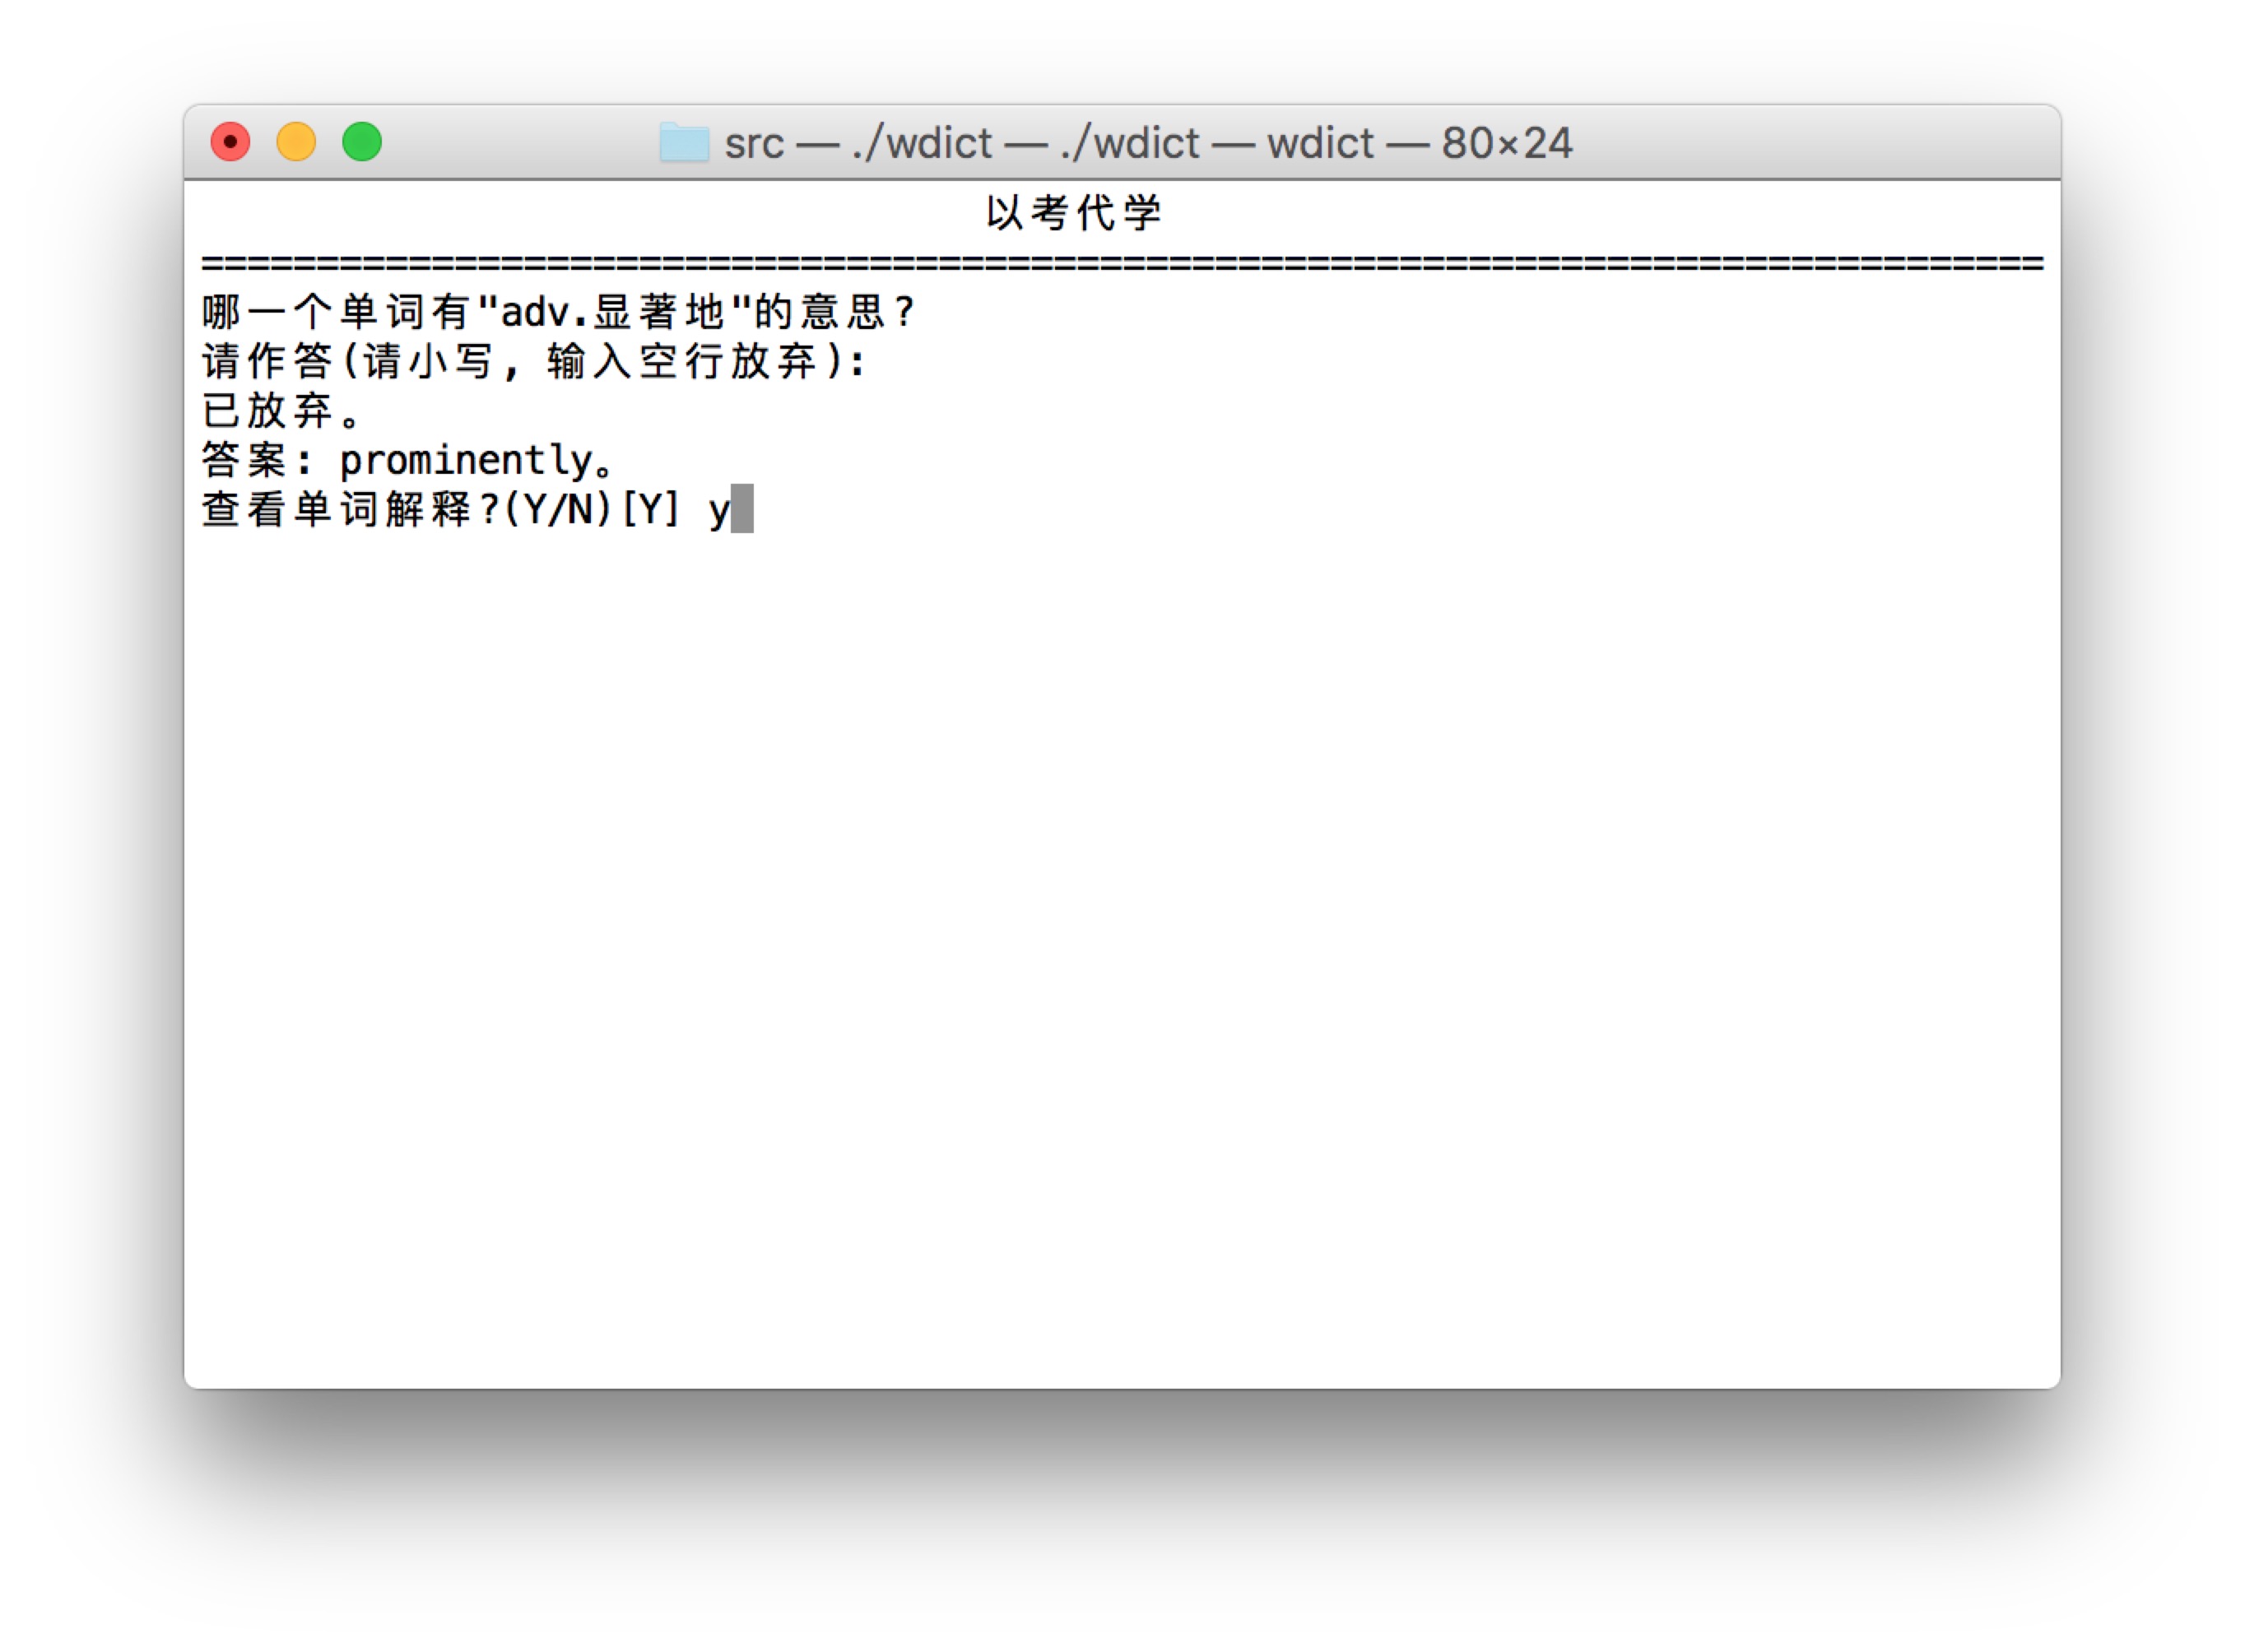 src — ./wdict — ./wdict — wdict — 80×24
以考代学
================================================================================
哪一个单词有"adv.显著地"的意思?
请作答(请小写, 输入空行放弃):
已放弃。
答案: prominently。
查看单词解释?(Y/N)[Y] y